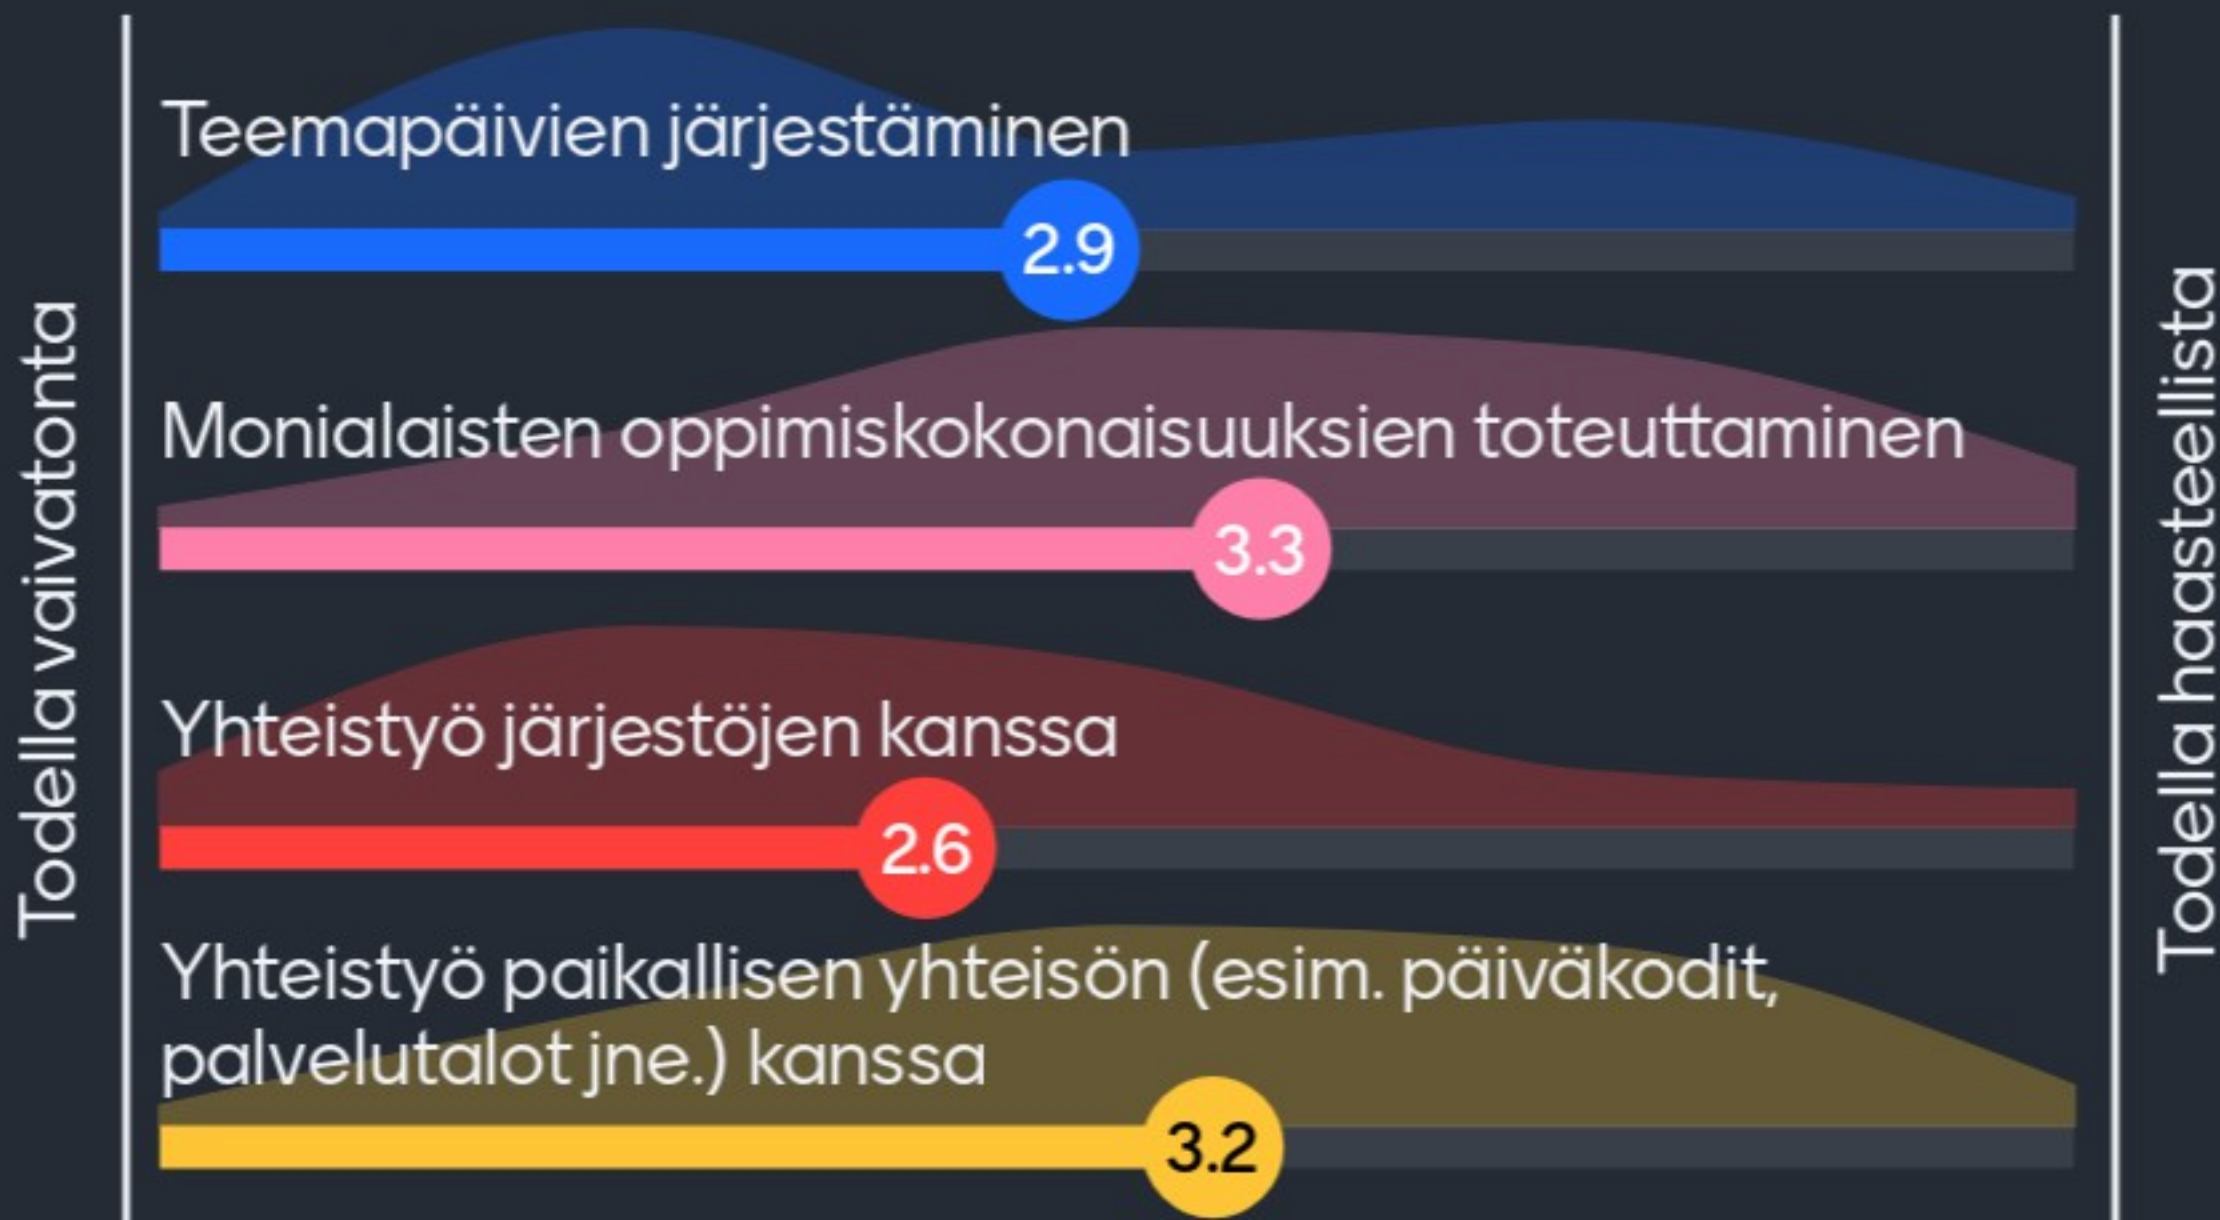 Todella vaivatonta
Teemapäivien järjestäminen
2.9
Monialaisten oppimiskokonaisuuksien toteuttaminen
3.3
Yhteistyö järjestöjen kanssa
2.6
Yhteistyö paikallisen yhteisön (esim. päiväkodit,
palvelutalot jne.) kanssa
3.2
Todella haasteellista